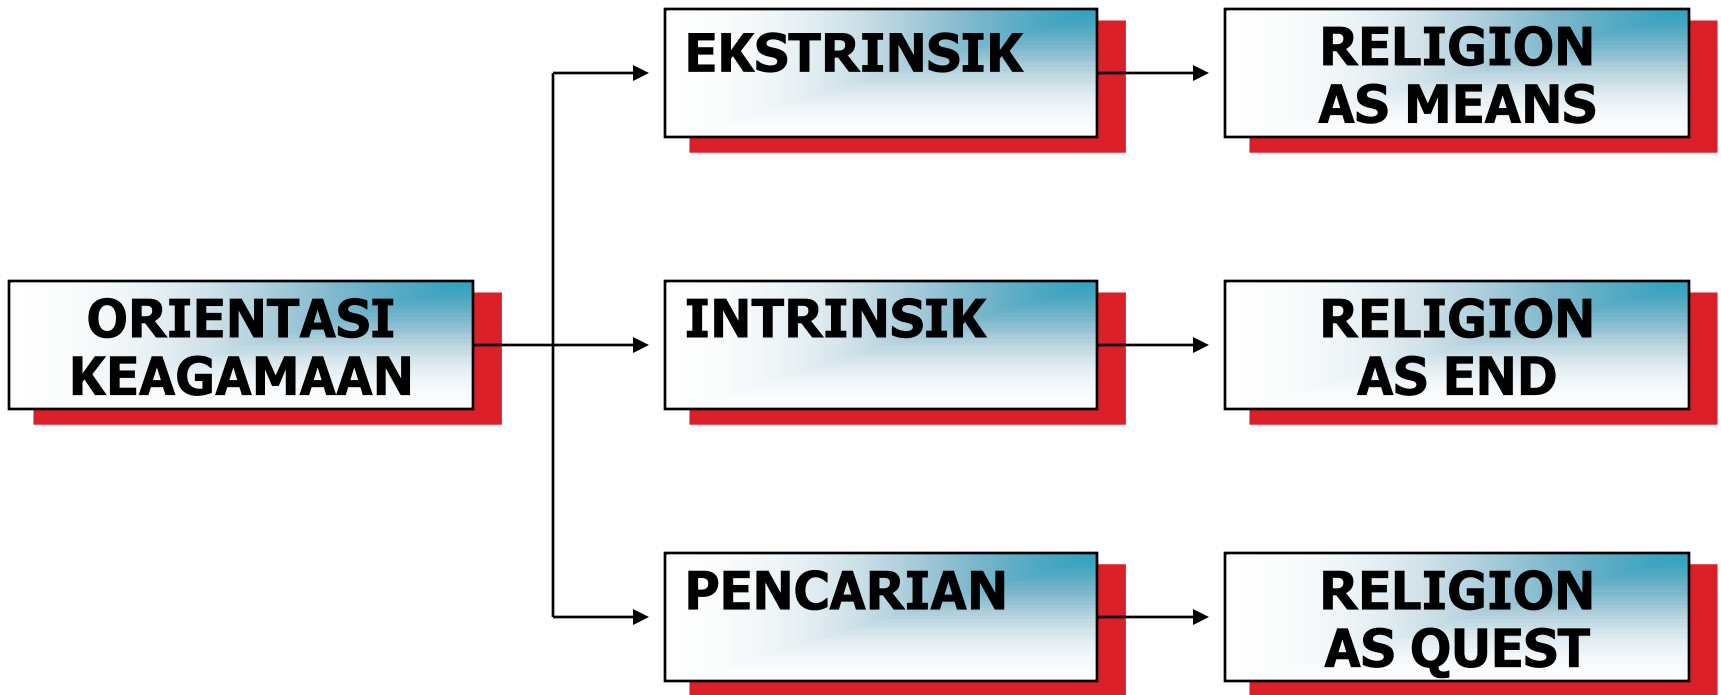 EKSTRINSIK
RELIGION
AS MEANS
ORIENTASI
KEAGAMAAN
INTRINSIK
RELIGION
AS END
PENCARIAN
RELIGION
AS QUEST